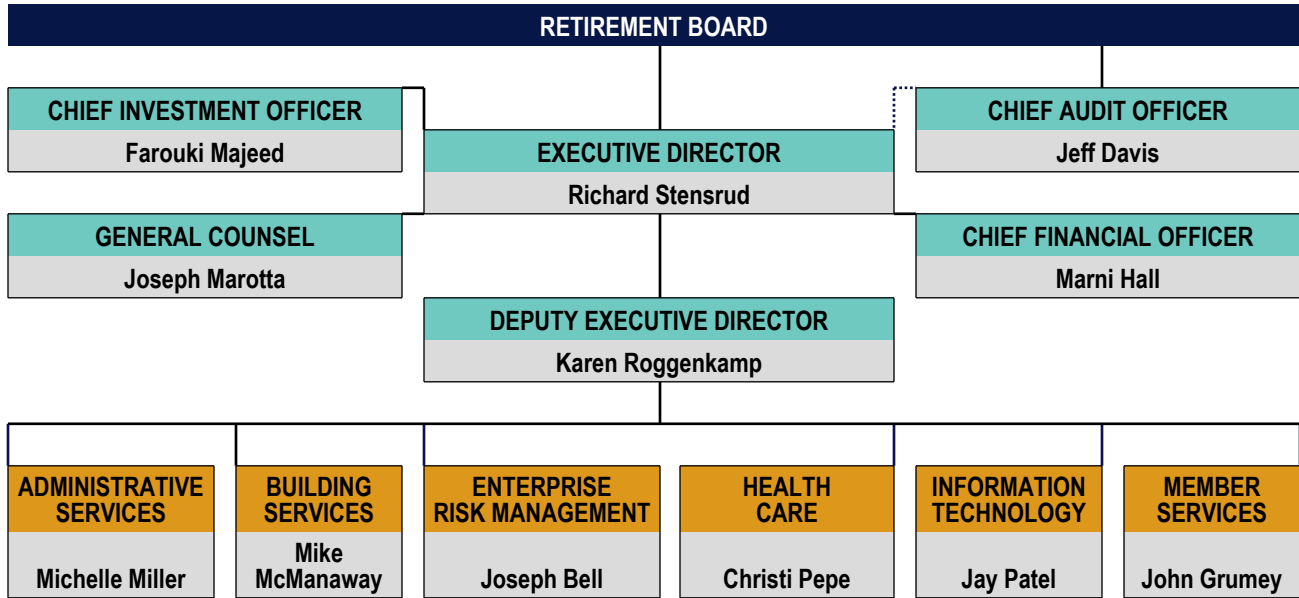 RETIREMENT BOARD
CHIEF INVESTMENT OFFICER
Farouki Majeed
CHIEF AUDIT OFFICER
Jeff Davis
EXECUTIVE DIRECTOR
Richard Stensrud
GENERAL COUNSEL
Joseph Marotta
CHIEF FINANCIAL OFFICER
Marni Hall
DEPUTY EXECUTIVE DIRECTOR
Karen Roggenkamp
ADMINISTRATIVE
SERVICES
Michelle Miller
BUILDING
SERVICES
Mike
McManaway
ENTERPRISE
RISK MANAGEMENT
Joseph Bell
HEALTH
CARE
Christi Pepe
INFORMATION
TECHNOLOGY
Jay Patel
MEMBER
SERVICES
John Grumey